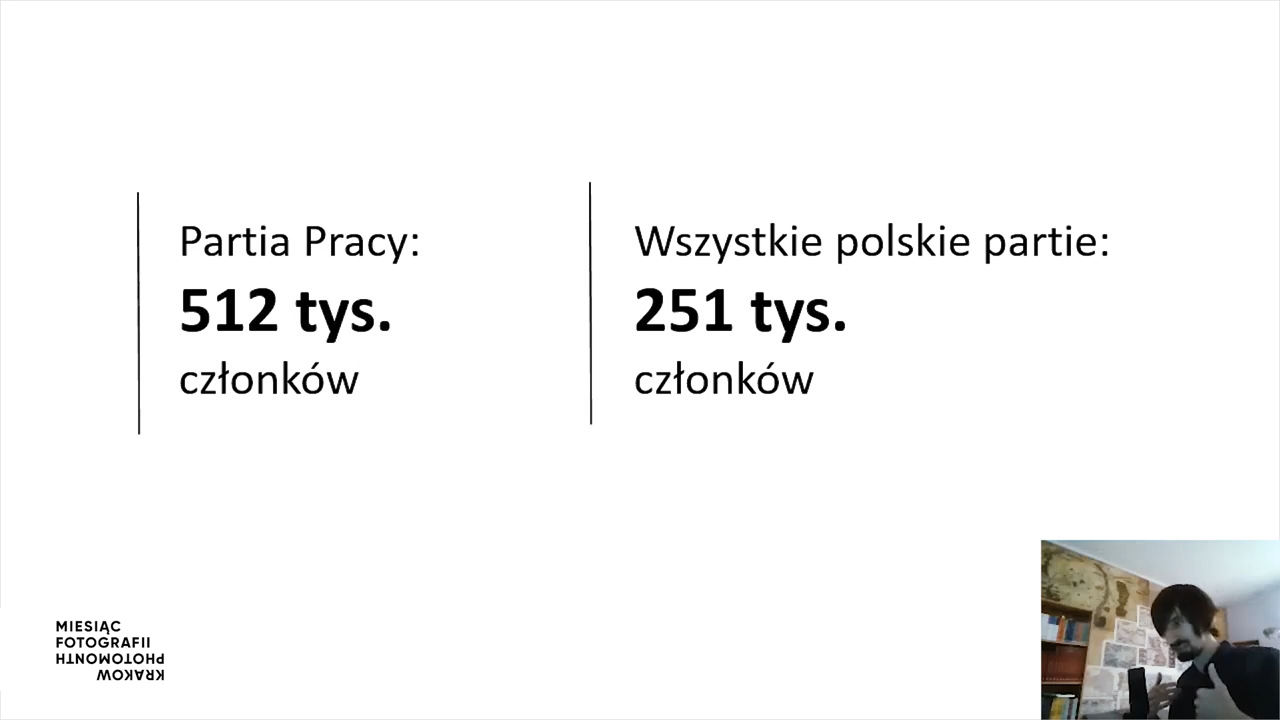 Partia Pracy:
512 tys.
członków
Wszystkie polskie partie:
251 tys.
członków
MIESIĄC
FOTOGRAFII
PHOTOMONTH
KRAKOW